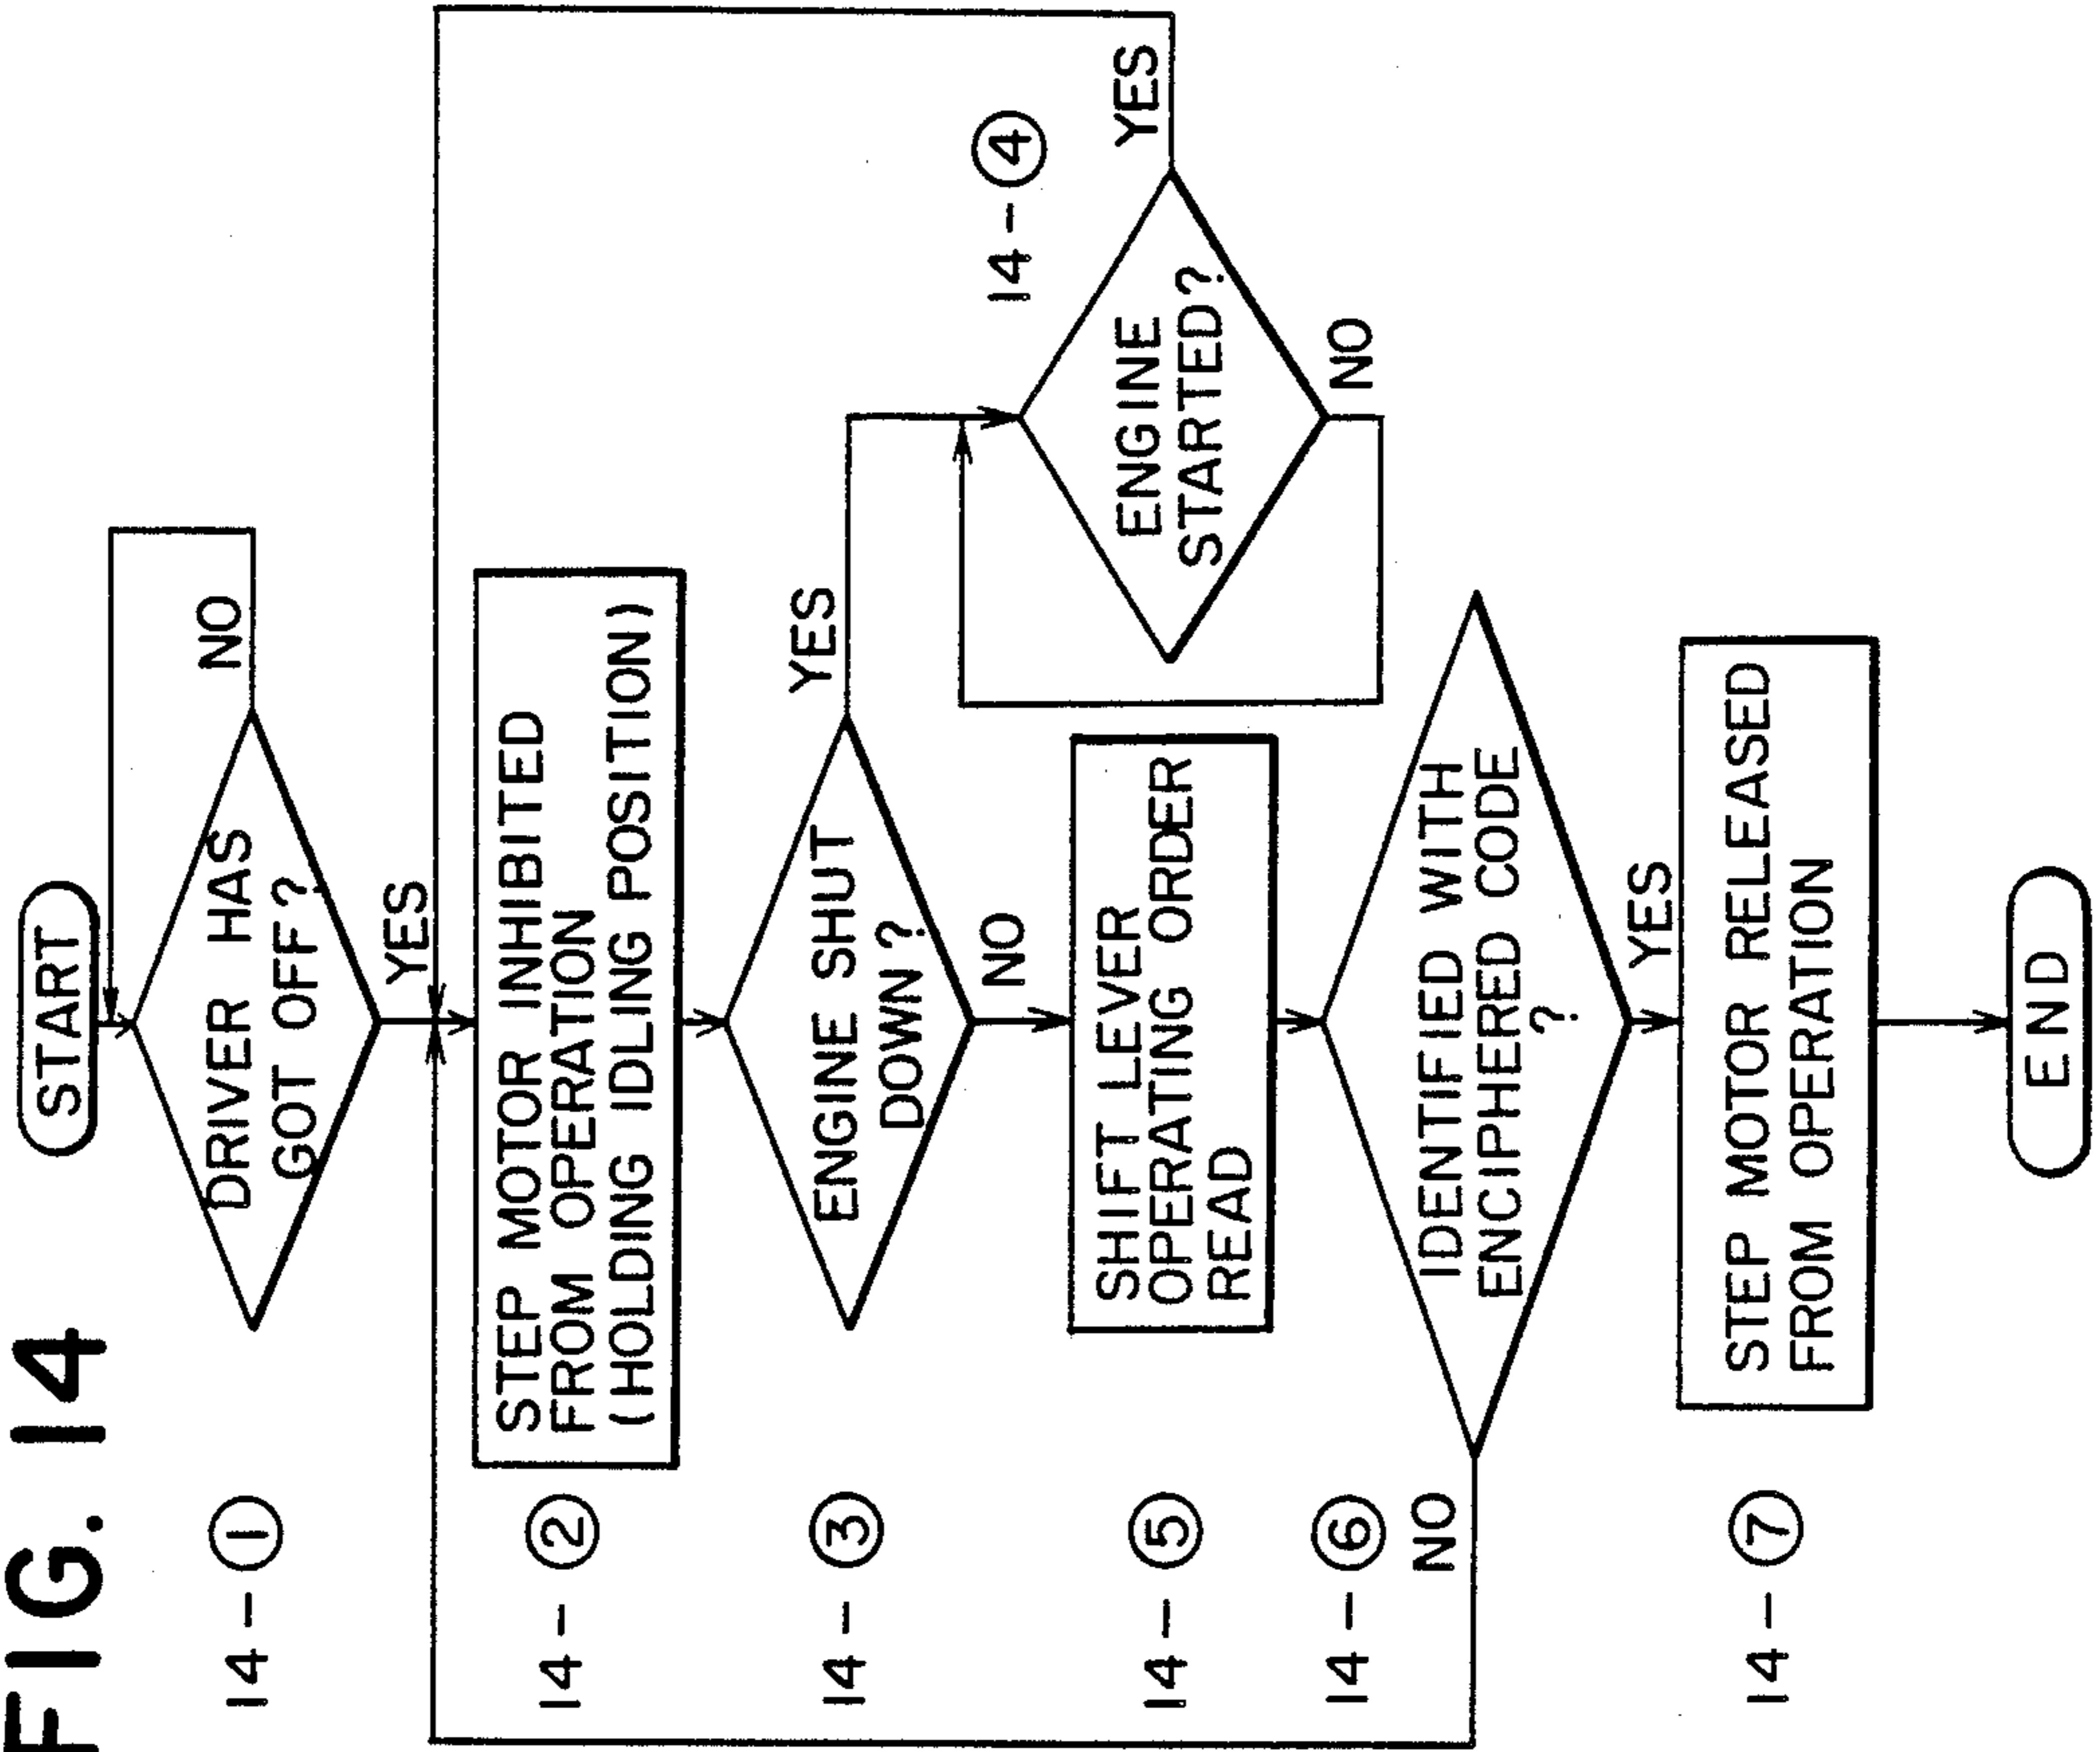 FIG. 14
START
14-①
DRIVER HAS
GOT OFF?
NO
YES
14-②
STEP MOTOR INHIBITED
FROM OPERATION
(HOLDING IDLING POSITION)
14-③
ENGINE SHUT
DOWN?
YES
NO
14-④
ENGINE
STARTED?
YES
NO
14-⑤
SHIFT LEVER
OPERATING ORDER
READ
14-⑥
IDENTIFIED WITH
ENCIPHERED CODE
?
NO
YES
14-⑦
STEP MOTOR RELEASED
FROM OPERATION
END